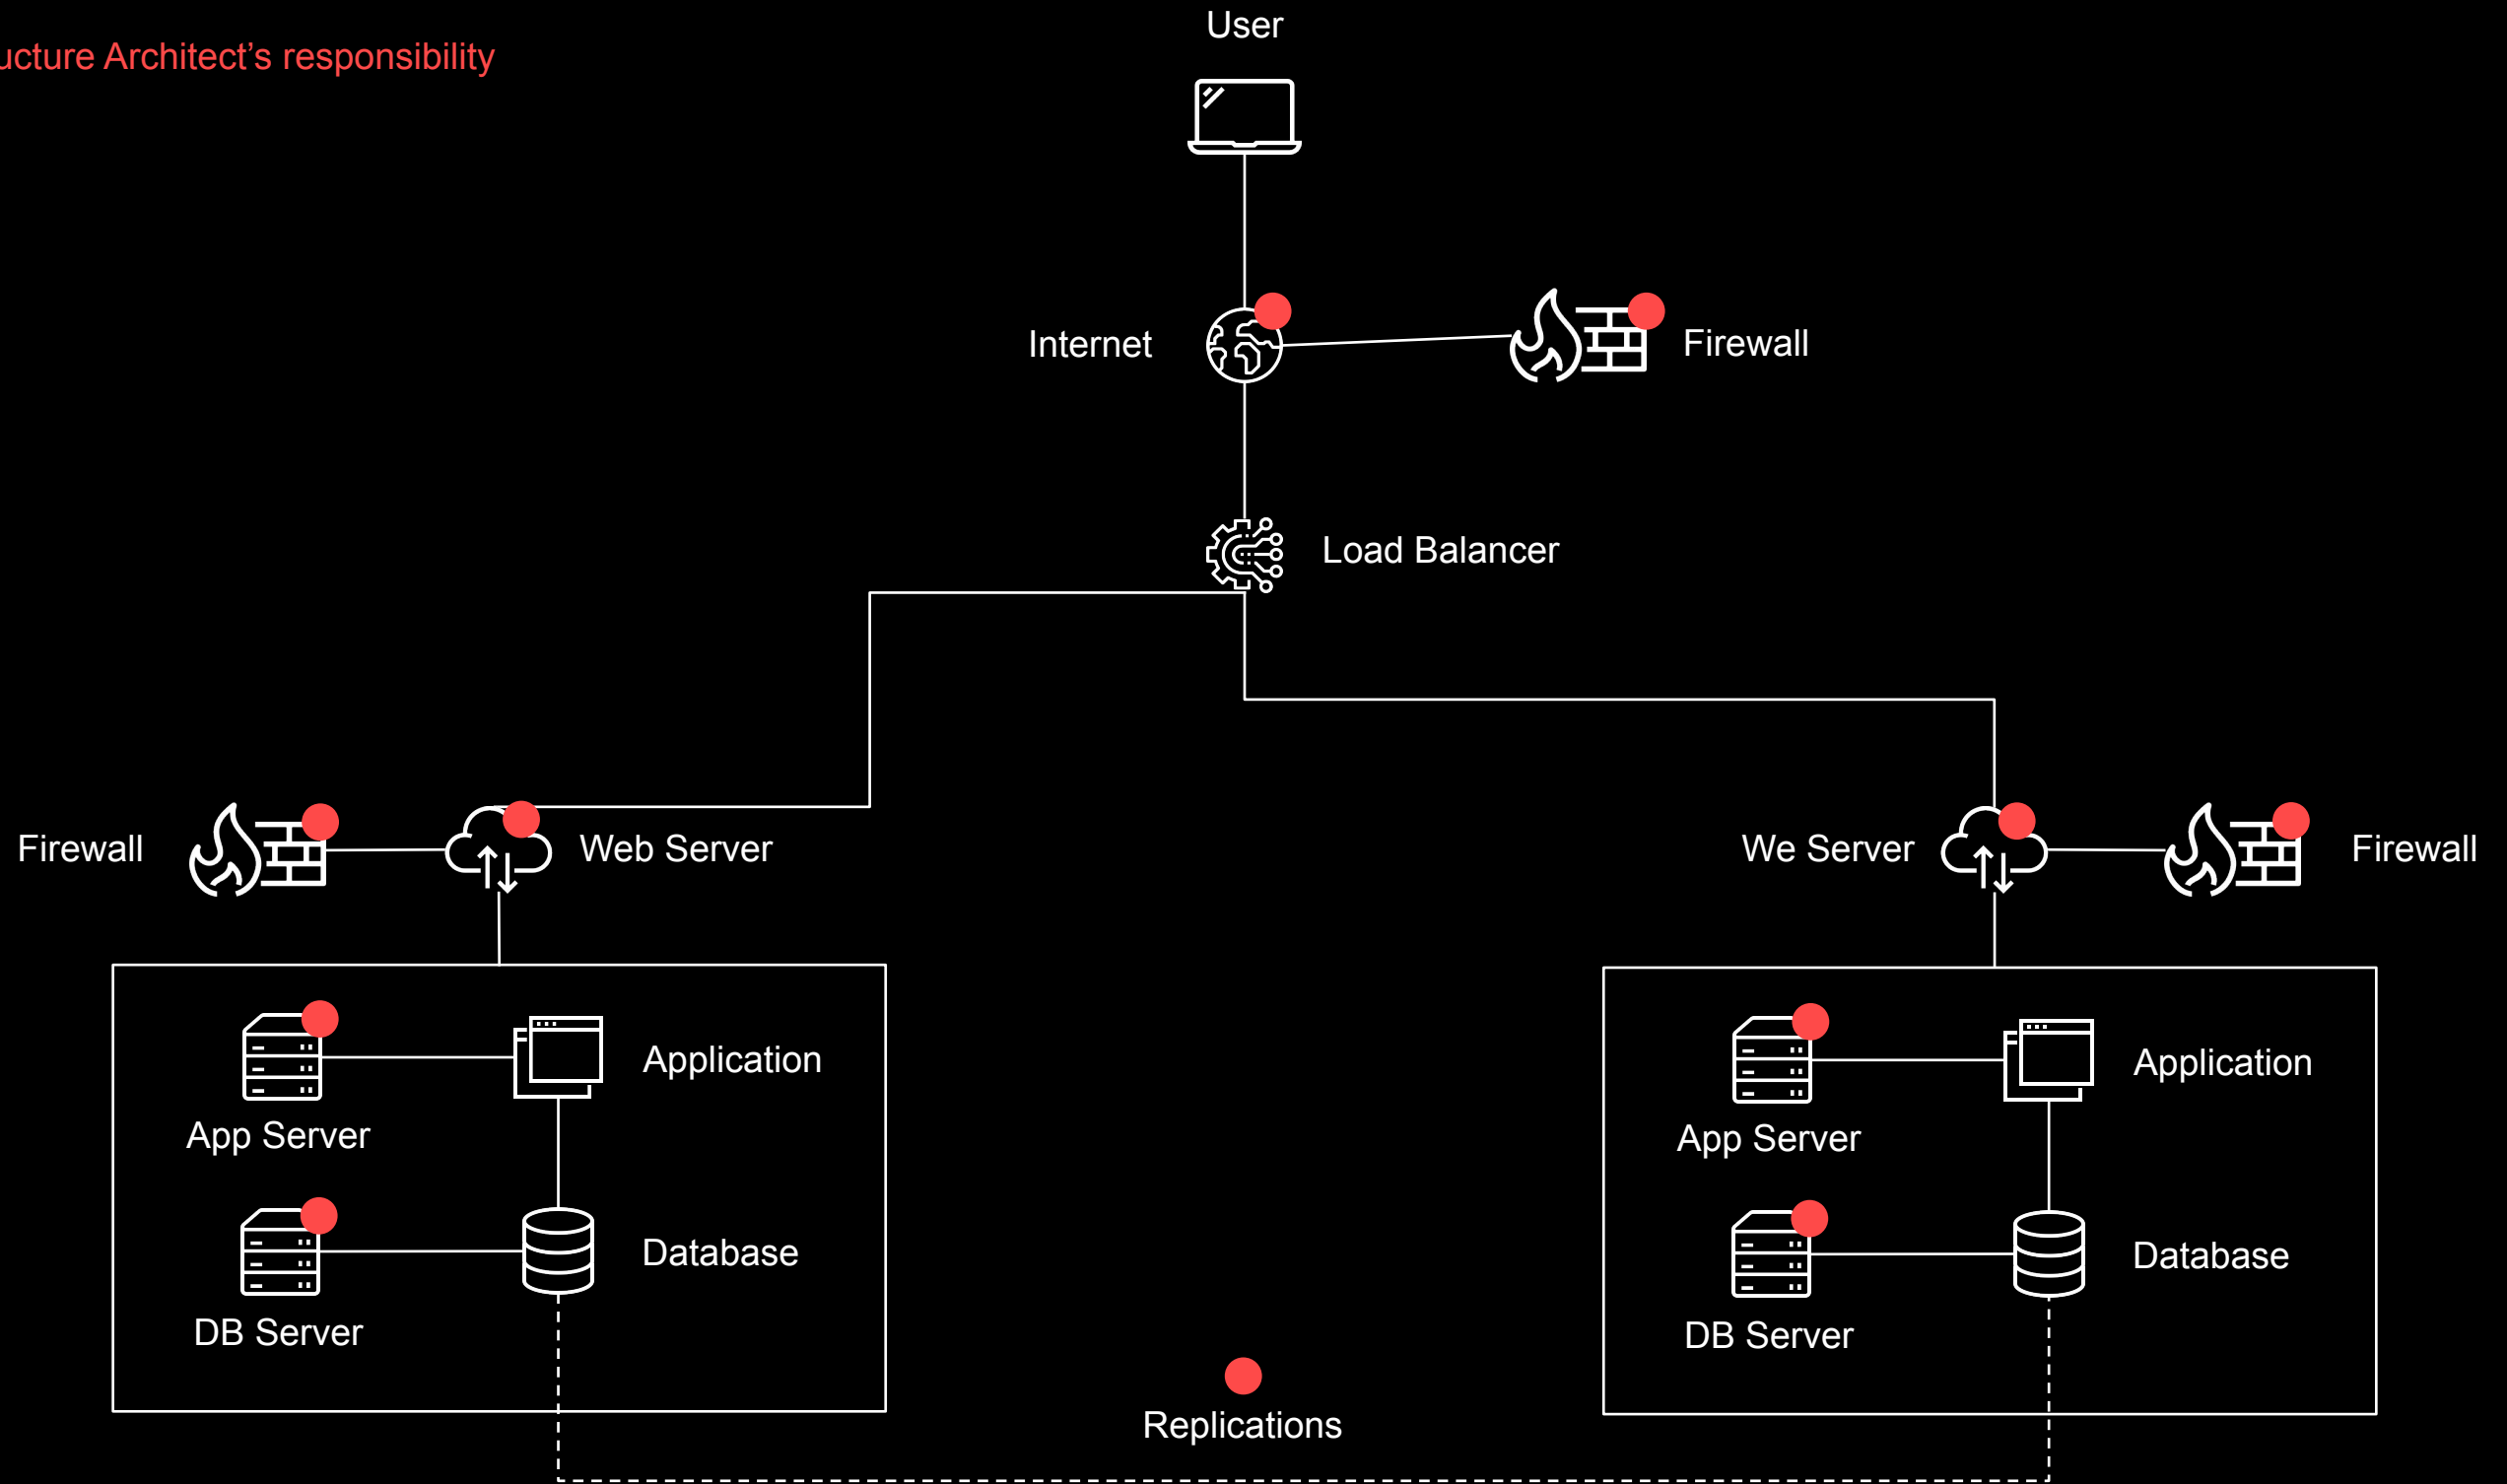 User
ucture Architect's responsibility
Internet
Firewall
Load Balancer
Firewall
Web Server
We Server
Firewall
Application
Application
App Server
App Server
Database
Database
DB Server
DB Server
Replications